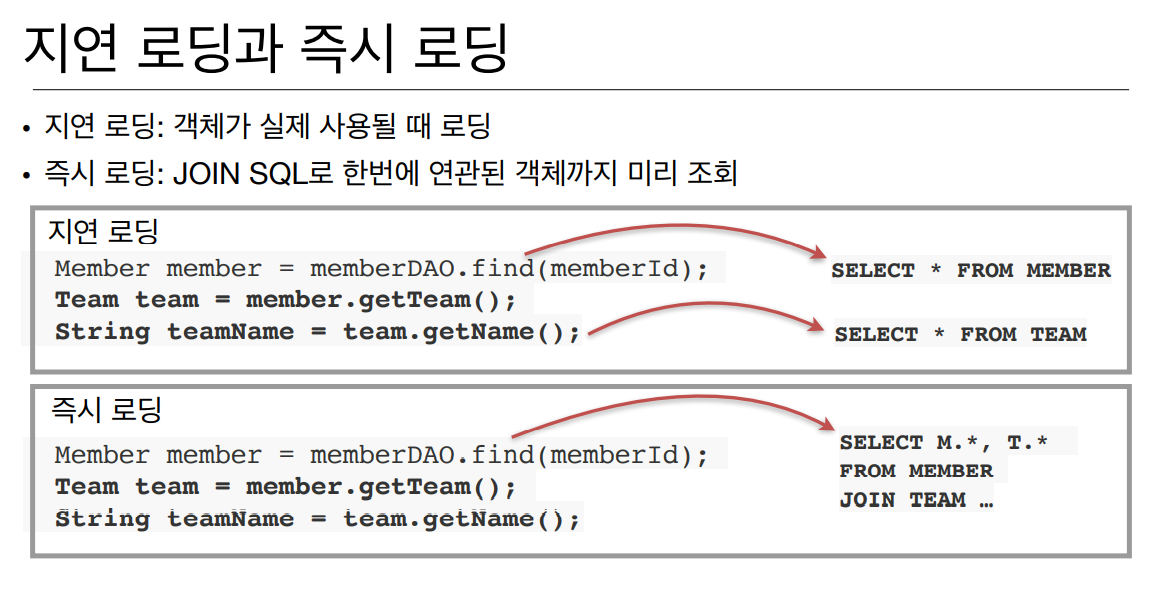 지연 로딩과 즉시 로딩
• 지연 로딩: 객체가 실제 사용될 때 로딩
• 즉시 로딩: JOIN SQL로 한번에 연관된 객체까지 미리 조회
지연 로딩
Member member = memberDAO.find(memberId);
SELECT * FROM MEMBER
Team team = member.getTeam();
String teamName = team.getName();
SELECT * FROM TEAM
즉시 로딩
Member member = memberDAO.find(memberId);
Team team = member.getTeam();
String teamName = team.getName();
SELECT M.*, T.*
FROM MEMBER
JOIN TEAM …